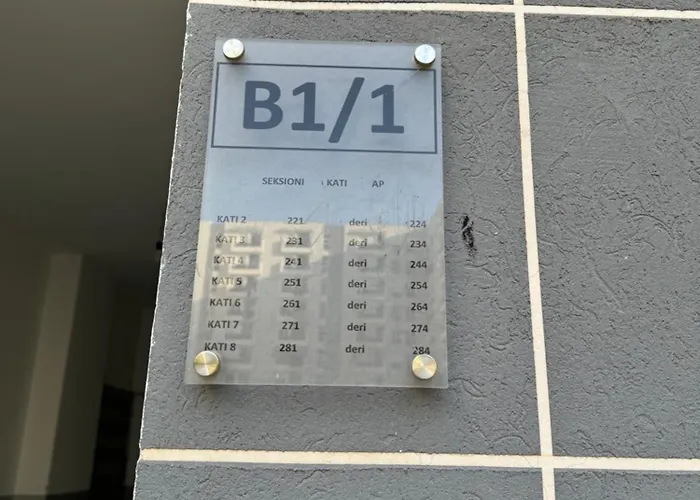 B1/1
SEKSIONI \ KATI AP
KATI 2 221 deri 224
KATI 3 231 deri 234
KATI 4 241 deri 244
KATI 5 251 deri 254
KATI 6 261 deri 264
KATI 7 271 deri 274
KATI 8 281 deri 284